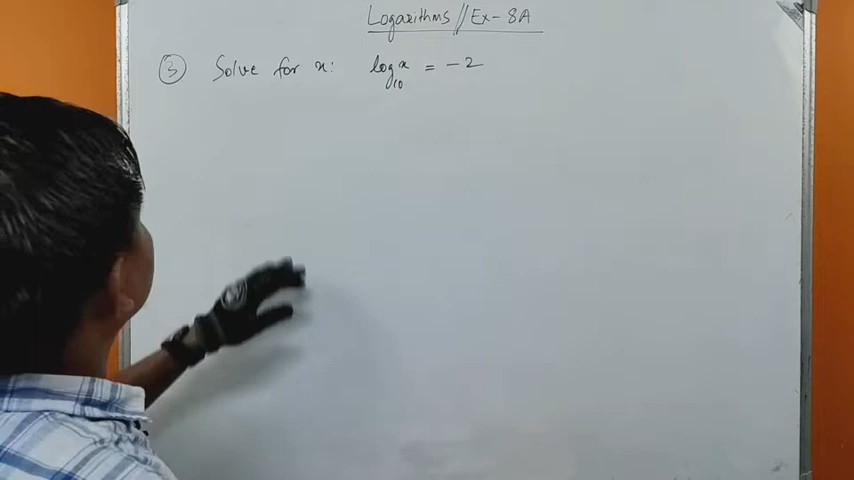 Logarithms // Ex-8A
③ Solve for x: log₁₀x = -2